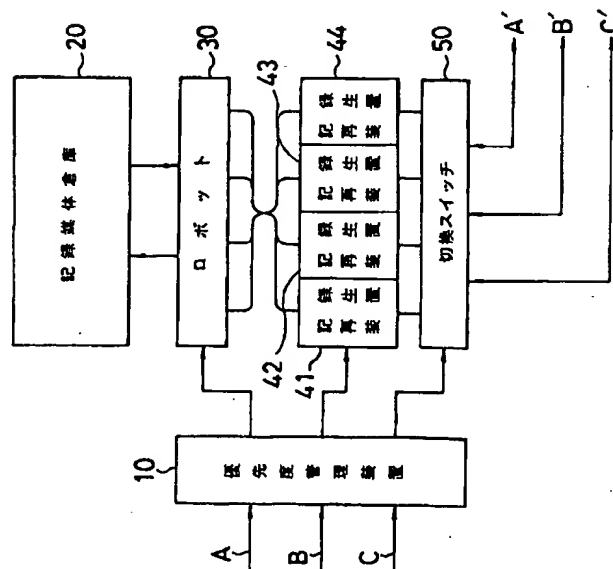 20
記録媒体倉庫
30
ロボット
43
44
記録再生装置
記録再生装置
記録再生装置
記録再生装置
42
41
50
切換スイッチ
A′
B′
C′
10
優先度管理装置
A
B
C